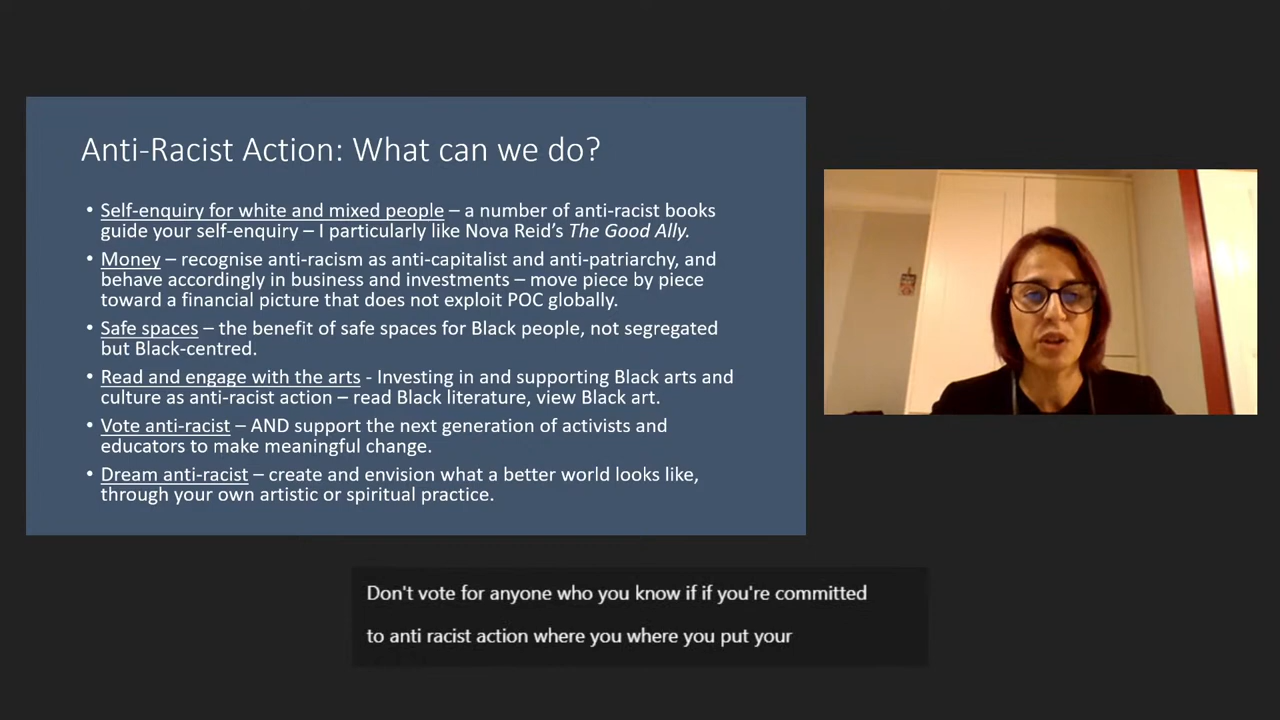 Anti-Racist Action: What can we do?
• Self-enquiry for white and mixed people – a number of anti-racist books
guide your self-enquiry – I particularly like Nova Reid’s The Good Ally.
• Money – recognise anti-racism as anti-capitalist and anti-patriarchy, and
behave accordingly in business and investments – move piece by piece
toward a financial picture that does not exploit POC globally.
• Safe spaces – the benefit of safe spaces for Black people, not segregated
but Black-centred.
• Read and engage with the arts - Investing in and supporting Black arts and
culture as anti-racist action – read Black literature, view Black art.
• Vote anti-racist – AND support the next generation of activists and
educators to make meaningful change.
• Dream anti-racist – create and envision what a better world looks like,
through your own artistic or spiritual practice.
Don't vote for anyone who you know if if you're committed
to anti racist action where you where you put your